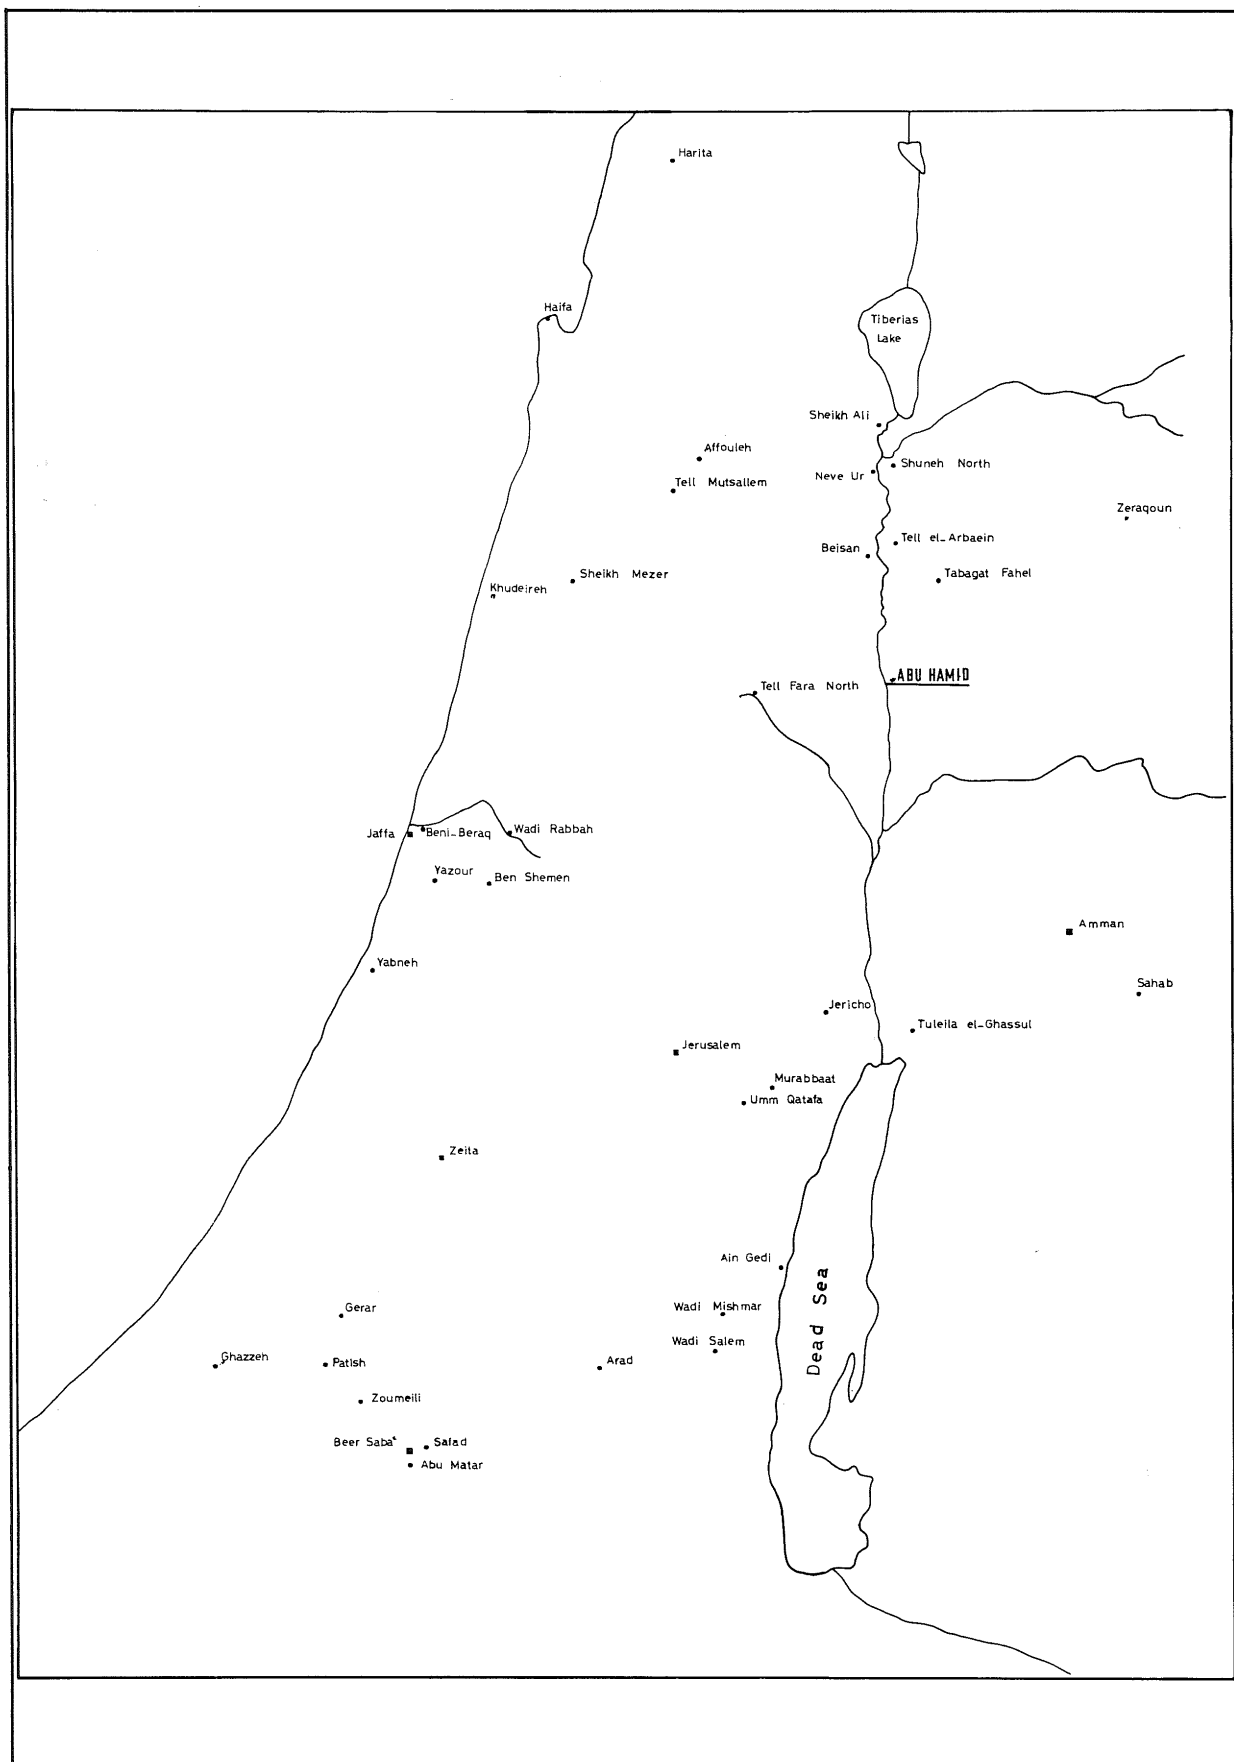 Harita
Haifa
Tiberias
Lake
Sheikh Ali
Affouleh
Shuneh North
Neve Ur
Tell Mutsallem
Zeraqoun
Tell el-Arbaein
Beisan
Sheikh Mezer
Tabagat Fahel
Khudeireh
ABU HAMID
Tell Fara North
Jaffa
Beni-Beraq
Wadi Rabbah
Yazour
Ben Shemen
Amman
Yabneh
Sahab
Jericho
Tuleila el-Ghassul
Jerusalem
Murabbaat
Umm Qatafa
Zeita
Ain Gedi
Dead Sea
Wadi Mishmar
Gerar
Wadi Salem
Ghazzeh
Patish
Arad
Zoumeili
Beer Saba'
Safad
Abu Matar